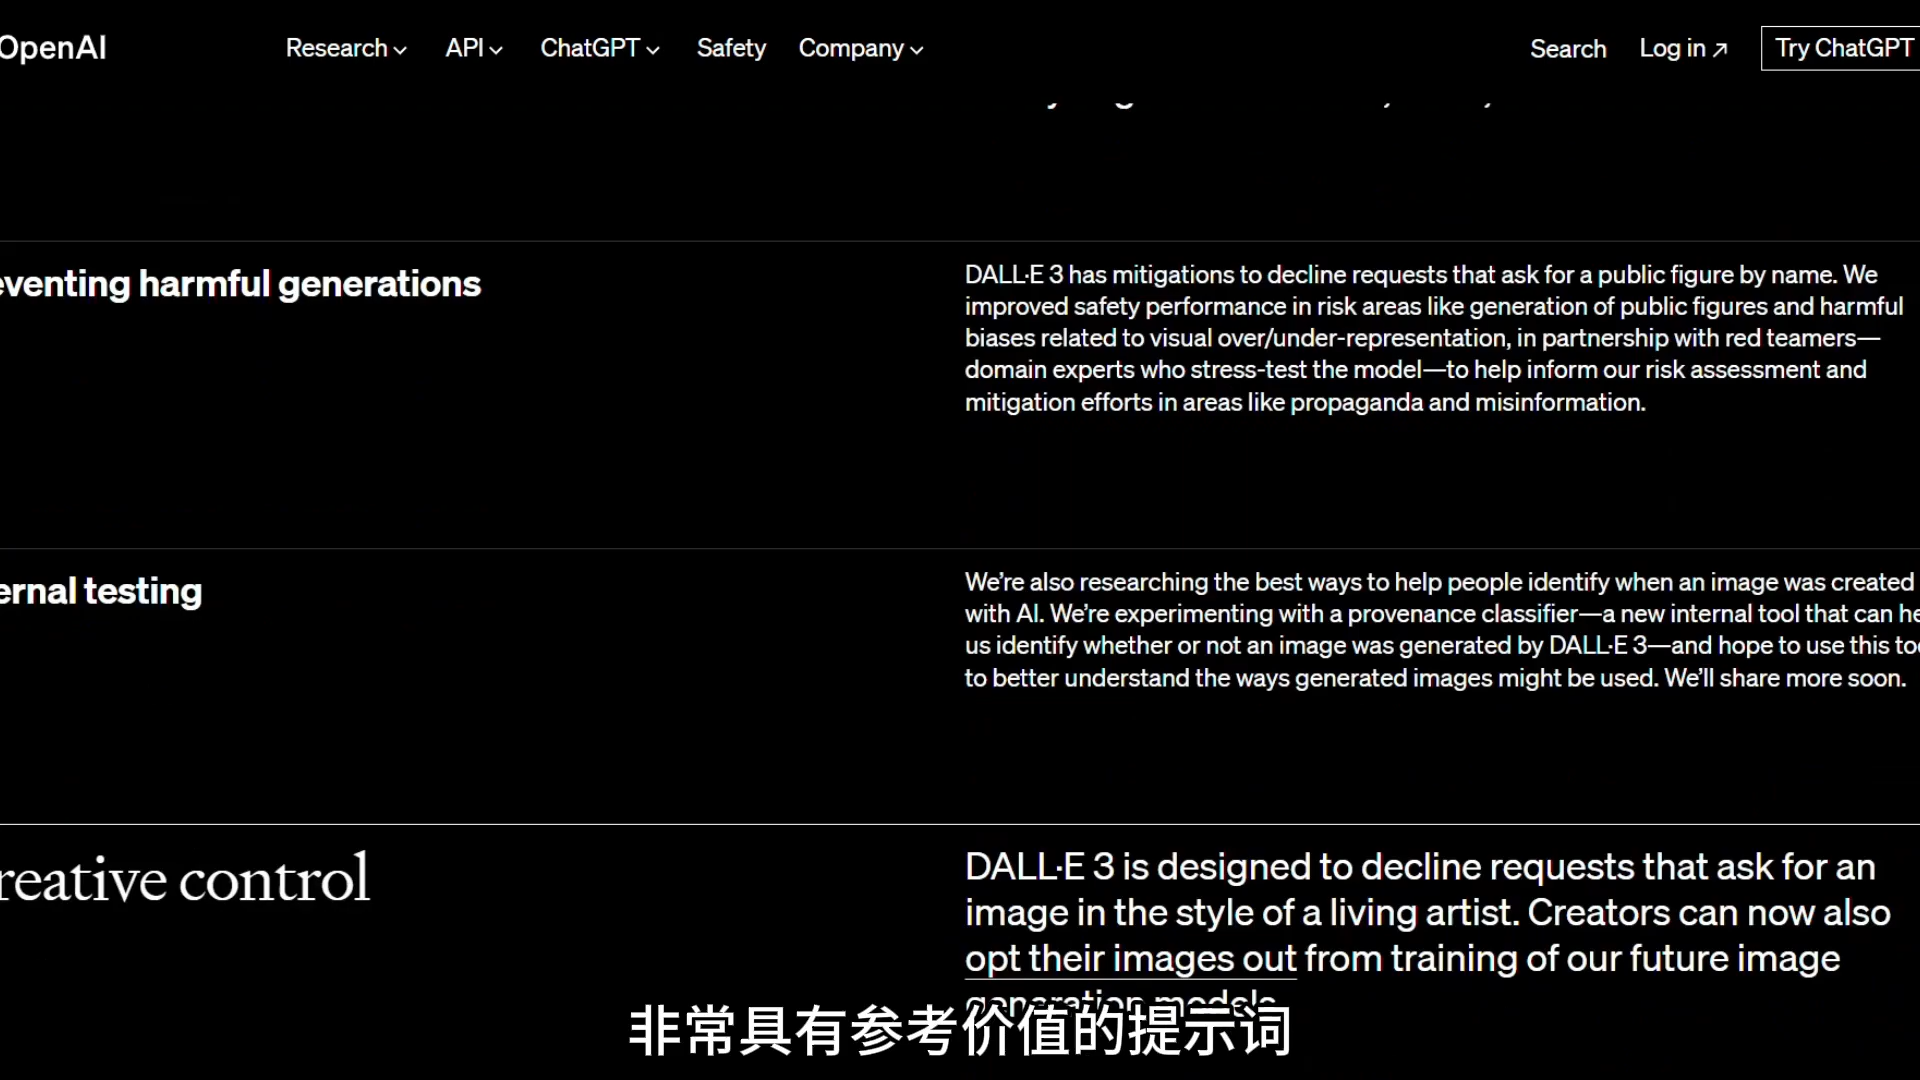 OpenAI
Research
API
ChatGPT
Safety
Company
Search
Log in ↗
Try ChatGPT
eventing harmful generations
DALL·E 3 has mitigations to decline requests that ask for a public figure by name. We
improved safety performance in risk areas like generation of public figures and harmful
biases related to visual over/under-representation, in partnership with red teamers—
domain experts who stress-test the model—to help inform our risk assessment and
mitigation efforts in areas like propaganda and misinformation.
ernal testing
We’re also researching the best ways to help people identify when an image was created
with AI. We’re experimenting with a provenance classifier—a new internal tool that can he
us identify whether or not an image was generated by DALL·E 3—and hope to use this too
to better understand the ways generated images might be used. We’ll share more soon.
reative control
DALL·E 3 is designed to decline requests that ask for an
image in the style of a living artist. Creators can now also
opt their images out from training of our future image
generation models.
非常具有参考价值的提示词